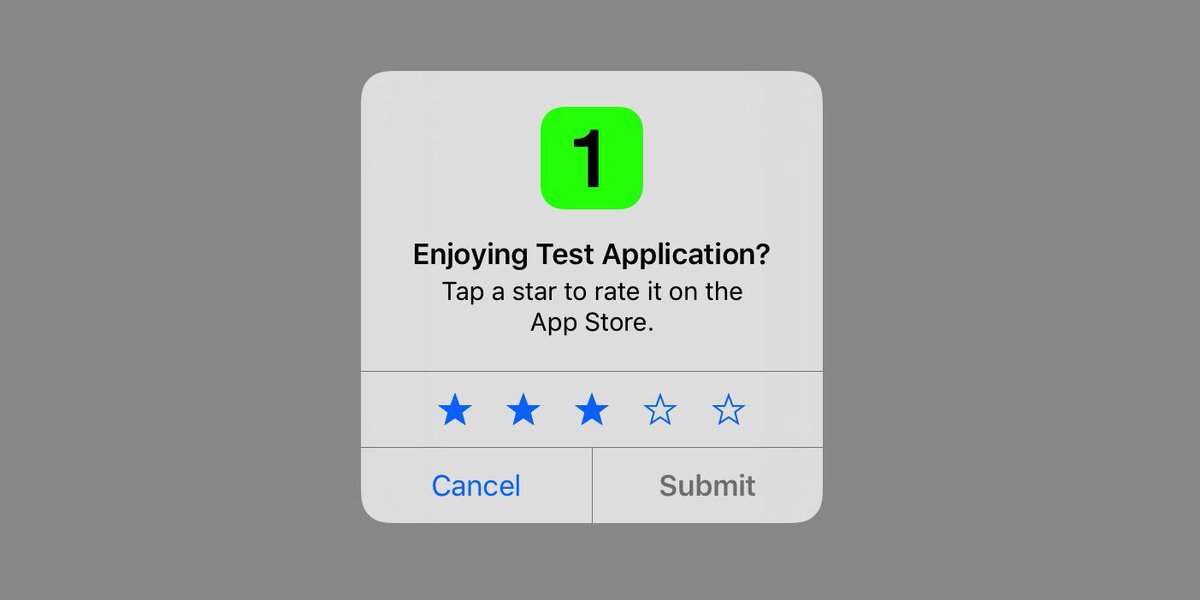 1
Enjoying Test Application?
Tap a star to rate it on the
App Store.
Cancel
Submit